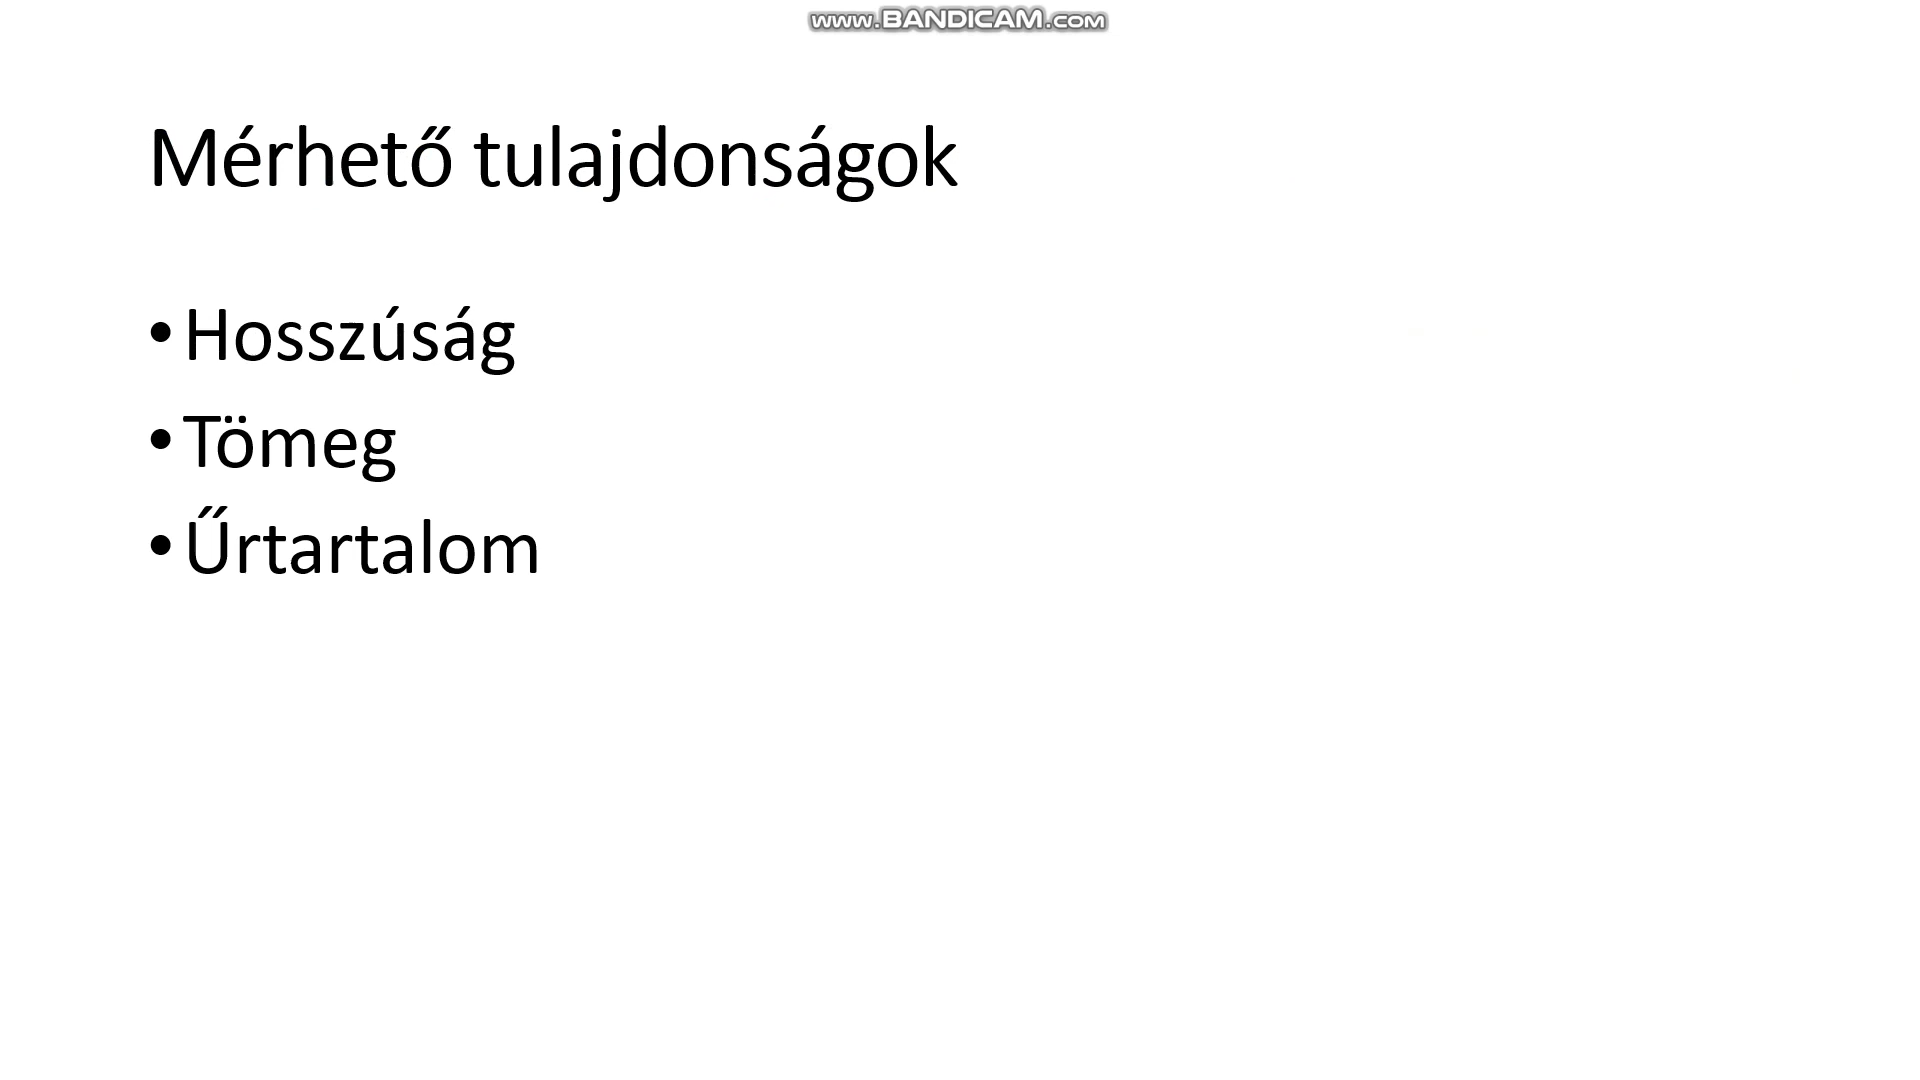 www.BANDICAM.com
Mérhető tulajdonságok
• Hosszúság
• Tömeg
• Űrtartalom